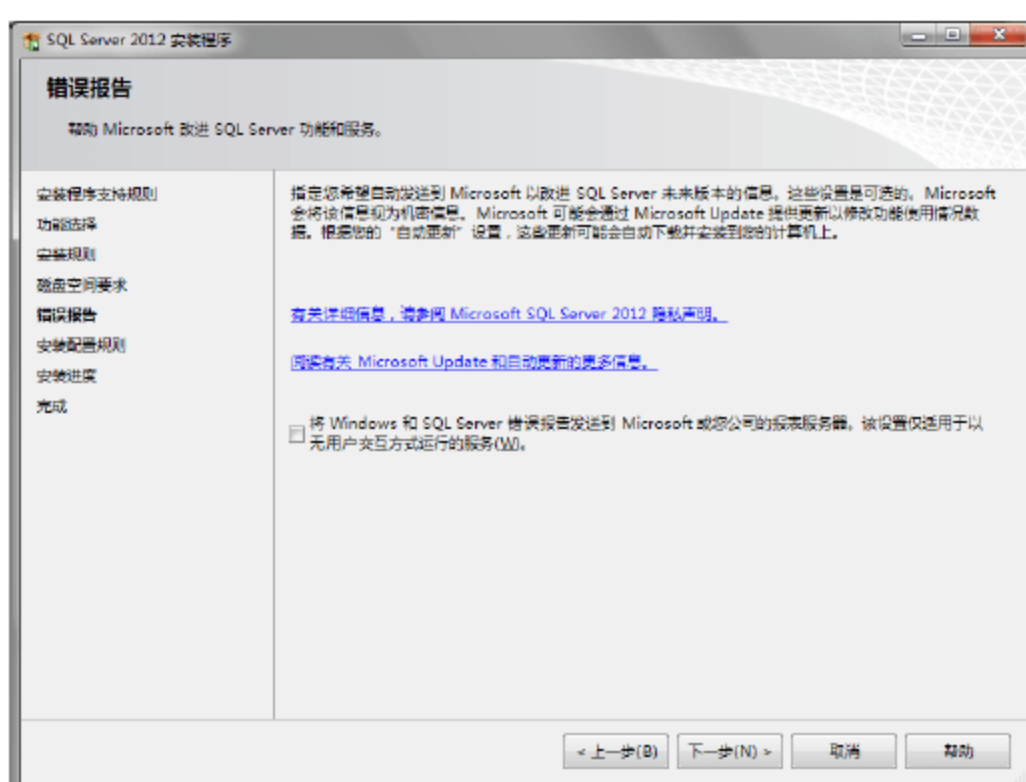 SQL Server 2012 安装程序
错误报告
帮助 Microsoft 改进 SQL Server 功能和服务。
安装程序支持规则
功能选择
安装规则
磁盘空间要求
错误报告
安装配置规则
安装进度
完成
指定您希望自动发送到 Microsoft 以改进 SQL Server 未来版本的信息。这些设置是可选的。Microsoft
会将该信息视为机密信息。Microsoft 可能会通过 Microsoft Update 提供更新以修改功能使用情况数
据。根据您的“自动更新”设置，这些更新可能会自动下载并安装到您的计算机上。
有关详细信息，请参阅 Microsoft SQL Server 2012 隐私声明。
阅读有关 Microsoft Update 和自动更新的更多信息。
将 Windows 和 SQL Server 错误报告发送到 Microsoft 或您公司的报表服务器。该设置仅适用于以
无用户交互方式运行的服务(W)。
< 上一步(B) 下一步(N) > 取消 帮助